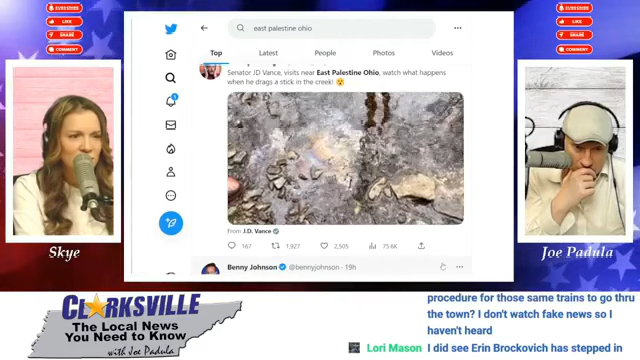 SUBSCRIBE
LIKE
SHARE
COMMENT
east palestine ohio
Top
Latest
People
Photos
Videos
Senator JD Vance, visits near East Palestine Ohio, watch what happens
when he drags a stick in the creek! 😮
From J.D. Vance
167
1,927
2,505
75.6K
Benny Johnson @bennyjohnson · 19h
SUBSCRIBE
LIKE
SHARE
COMMENT
Skye
Joe Padula
CLARKSVILLE
The Local News
You Need to Know
with Joe Padula
procedure for those same trains to go thru
the town? I don't watch fake news so I
haven't heard
Lori Mason I did see Erin Brockovich has stepped in